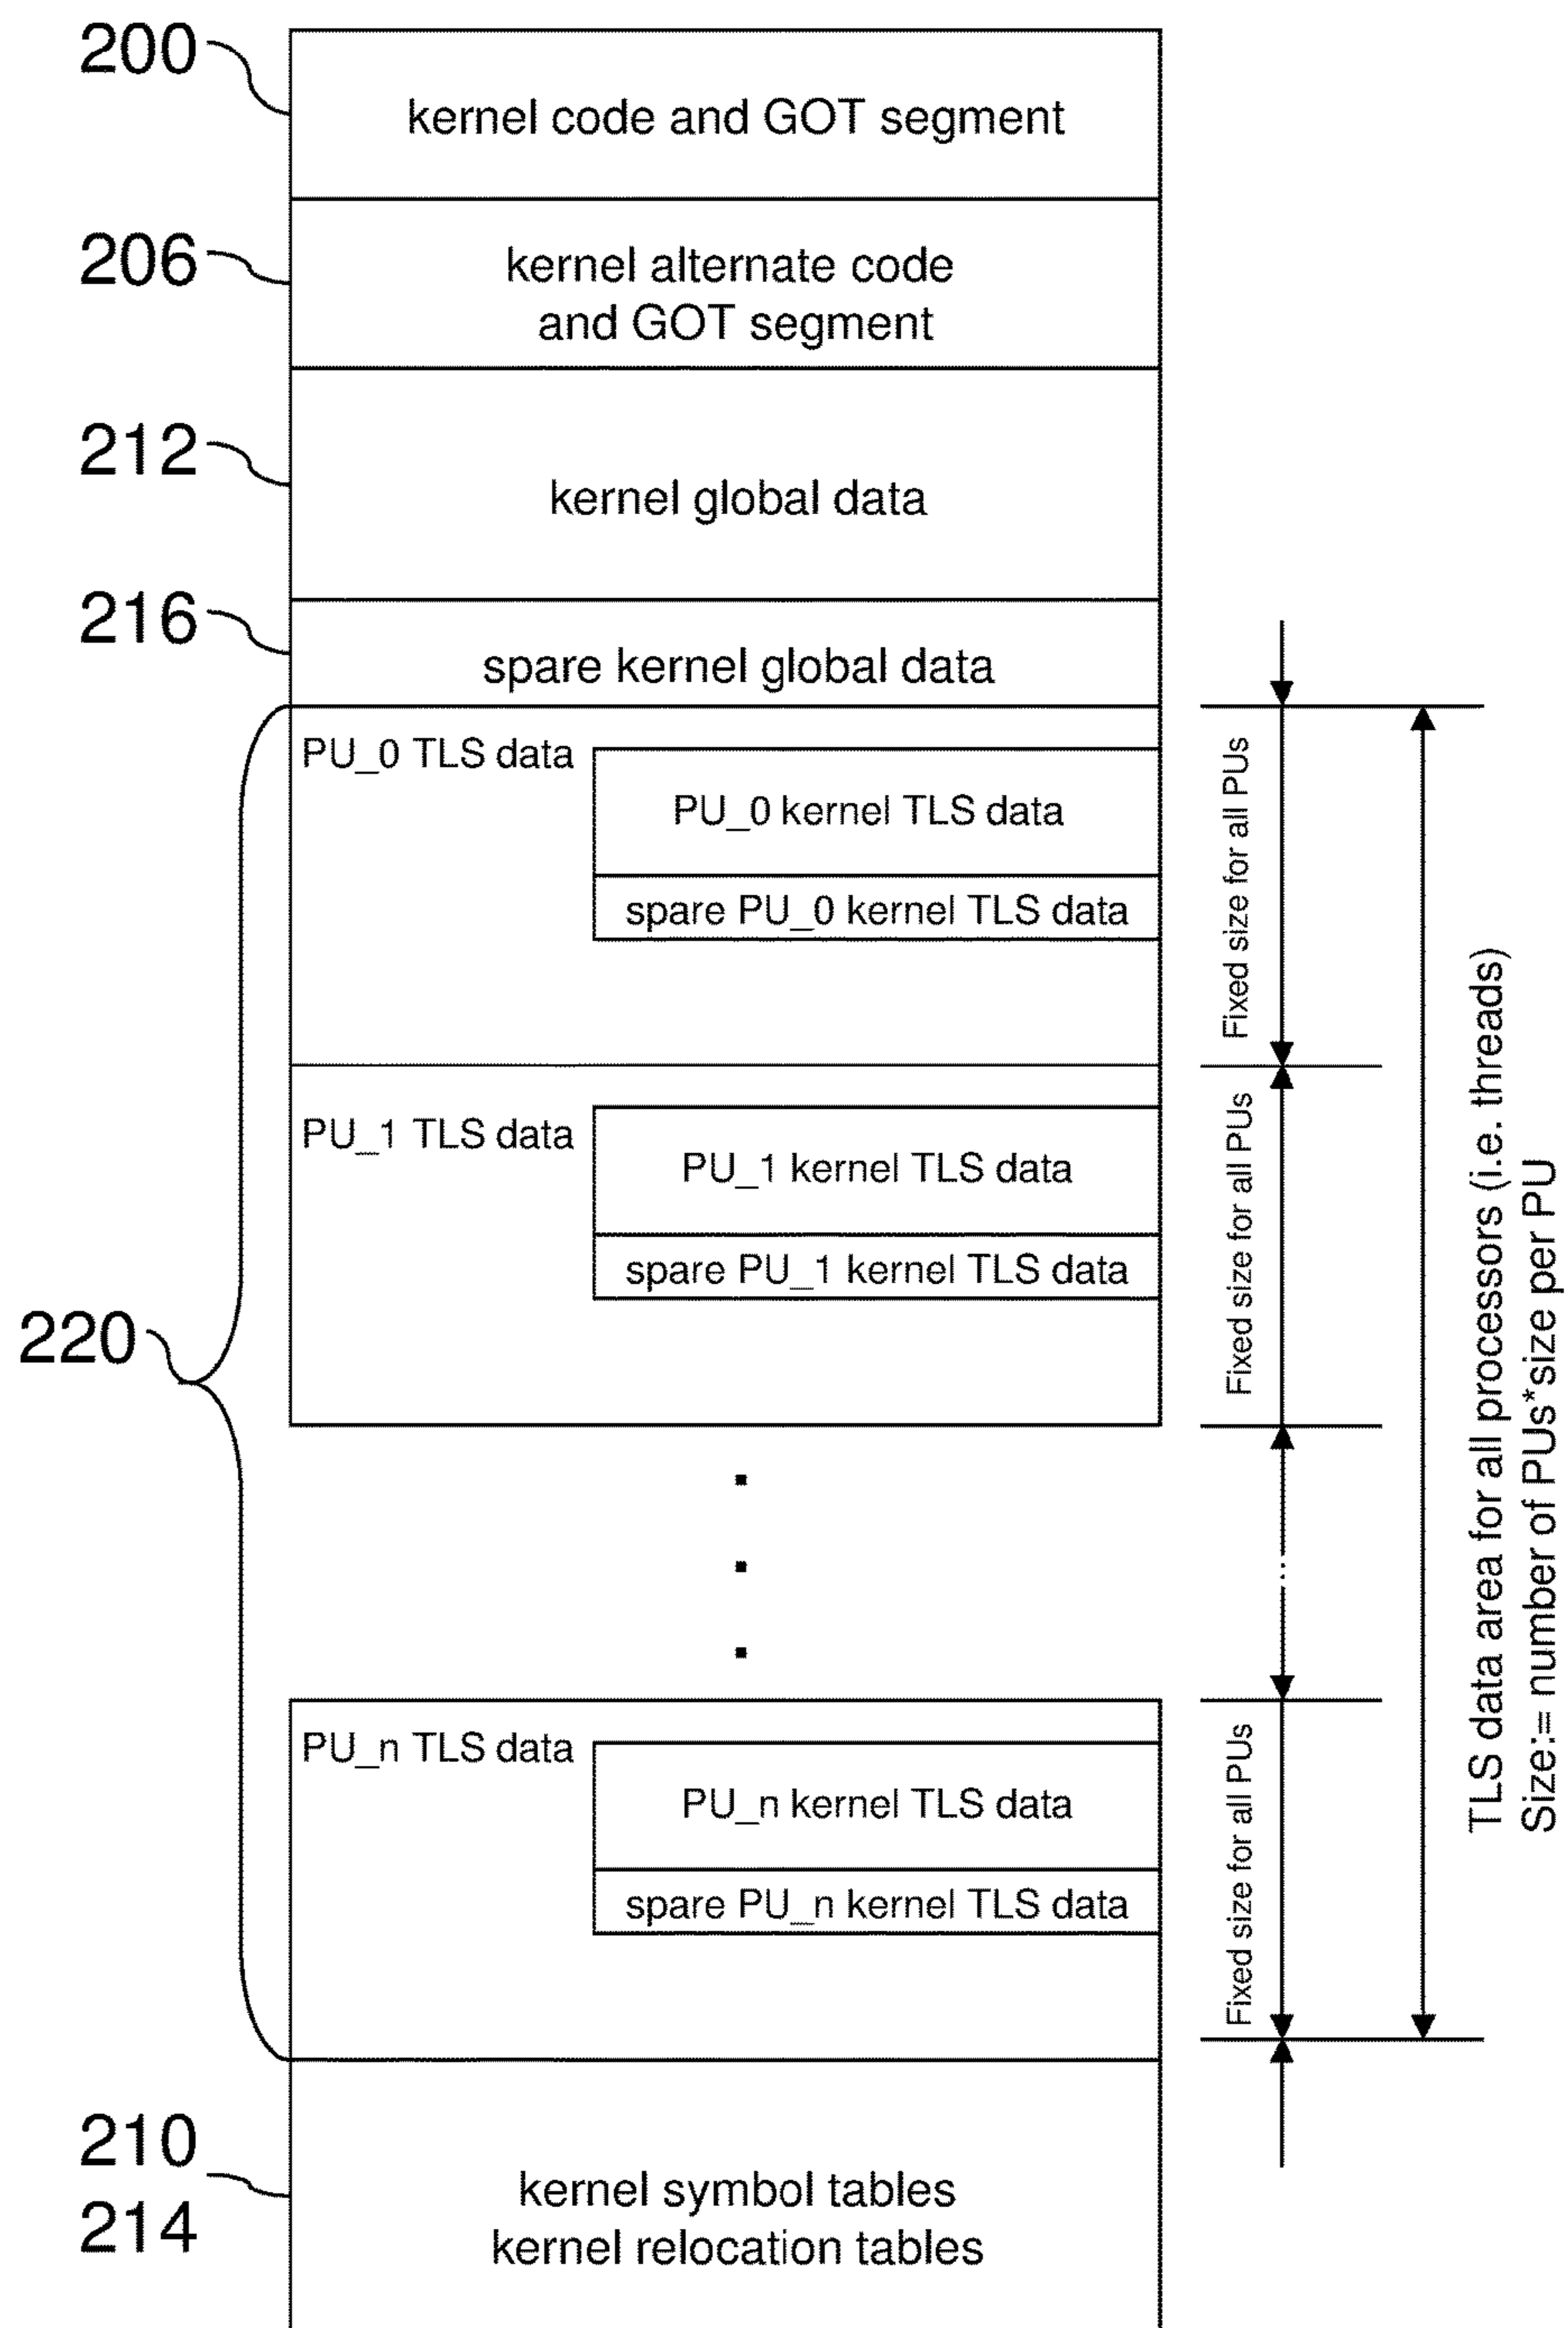 200
kernel code and GOT segment
206
kernel alternate code
and GOT segment
212
kernel global data
216
spare kernel global data
PU_0 TLS data
PU_0 kernel TLS data
spare PU_0 kernel TLS data
Fixed size for all PUs
PU_1 TLS data
PU_1 kernel TLS data
spare PU_1 kernel TLS data
Fixed size for all PUs
220
PU_n TLS data
PU_n kernel TLS data
spare PU_n kernel TLS data
Fixed size for all PUs
TLS data area for all processors (i.e. threads)
Size:= number of PUs*size per PU
210
214
kernel symbol tables
kernel relocation tables